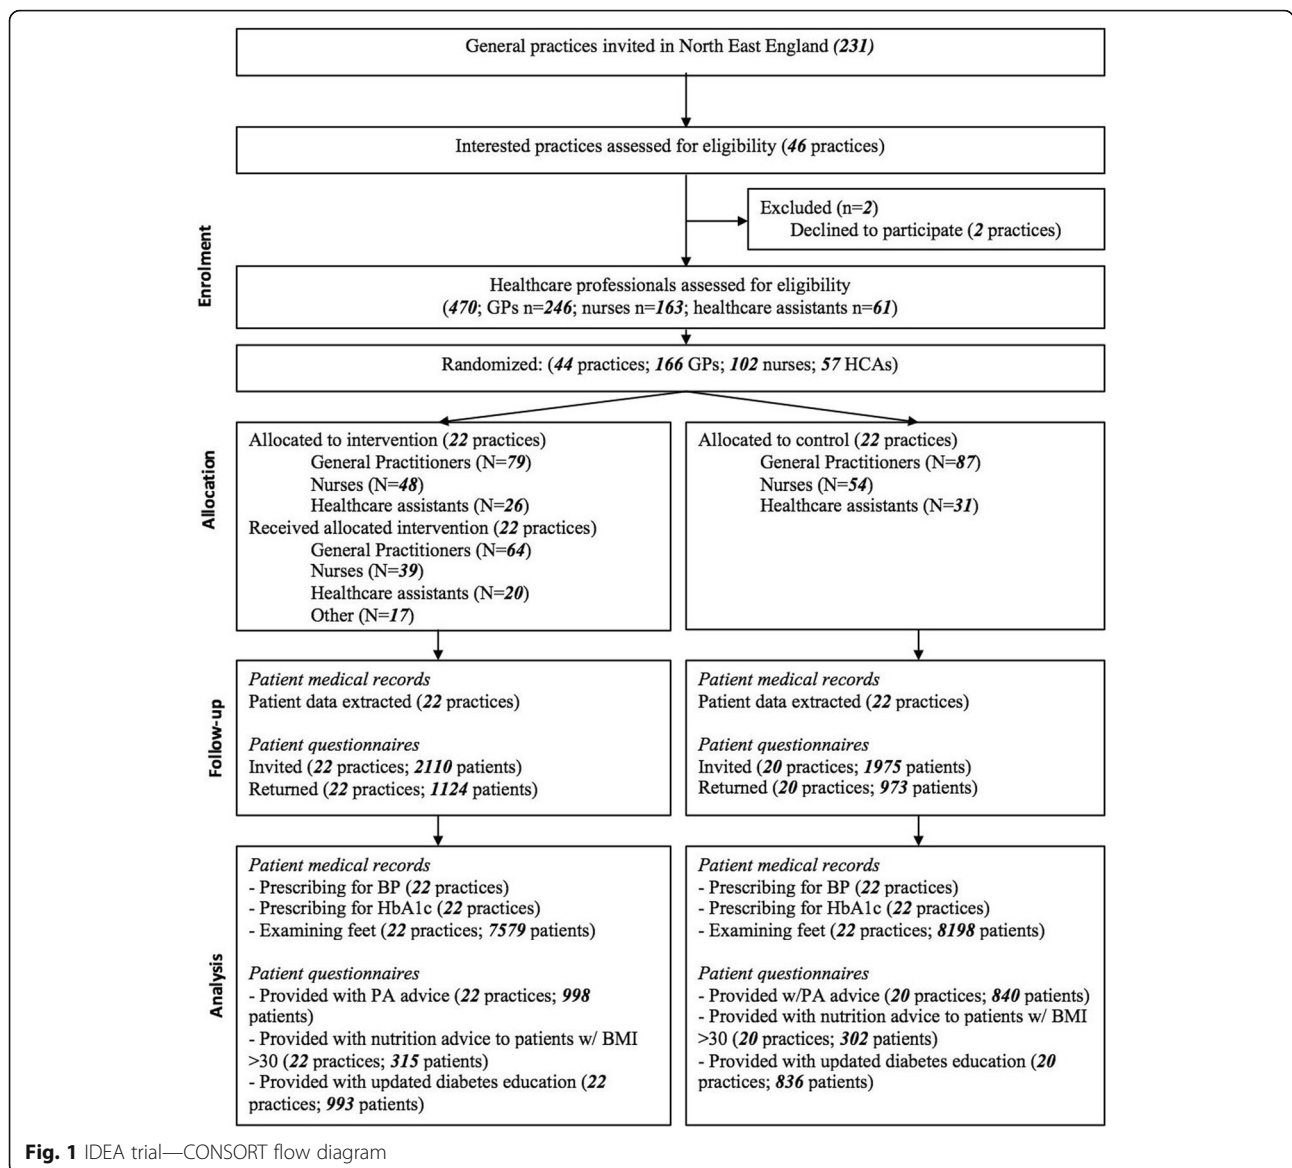 General practices invited in North East England (231)
Interested practices assessed for eligibility (46 practices)
Excluded (n=2)
Declined to participate (2 practices)
Enrolment
Healthcare professionals assessed for eligibility
(470; GPs n=246; nurses n=163; healthcare assistants n=61)
Randomized: (44 practices; 166 GPs; 102 nurses; 57 HCAs)
Allocation
Allocated to intervention (22 practices)
General Practitioners (N=79)
Nurses (N=48)
Healthcare assistants (N=26)
Received allocated intervention (22 practices)
General Practitioners (N=64)
Nurses (N=39)
Healthcare assistants (N=20)
Other (N=17)
Allocated to control (22 practices)
General Practitioners (N=87)
Nurses (N=54)
Healthcare assistants (N=31)
Follow-up
Patient medical records
Patient data extracted (22 practices)
Patient questionnaires
Invited (22 practices; 2110 patients)
Returned (22 practices; 1124 patients)
Patient medical records
Patient data extracted (22 practices)
Patient questionnaires
Invited (20 practices; 1975 patients)
Returned (20 practices; 973 patients)
Analysis
Patient medical records
- Prescribing for BP (22 practices)
- Prescribing for HbA1c (22 practices)
- Examining feet (22 practices; 7579 patients)
Patient questionnaires
- Provided with PA advice (22 practices; 998
patients)
- Provided with nutrition advice to patients w/ BMI
>30 (22 practices; 315 patients)
- Provided with updated diabetes education (22
practices; 993 patients)
Patient medical records
- Prescribing for BP (22 practices)
- Prescribing for HbA1c (22 practices)
- Examining feet (22 practices; 8198 patients)
Patient questionnaires
- Provided w/PA advice (20 practices; 840 patients)
- Provided with nutrition advice to patients w/ BMI
>30 (20 practices; 302 patients)
- Provided with updated diabetes education (20
practices; 836 patients)
Fig. 1 IDEA trial—CONSORT flow diagram